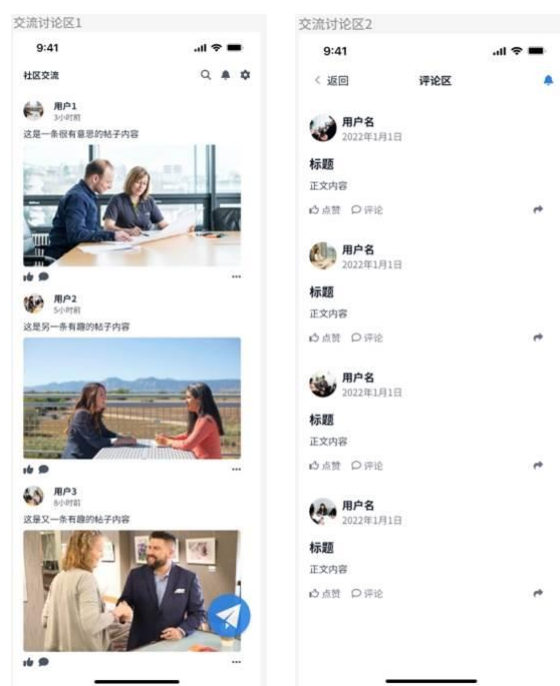 交流讨论区1
9:41
社区交流
用户1
3小时前
这是一条很有意思的帖子内容
用户2
5小时前
这是另一条有趣的帖子内容
用户3
8小时前
这是又一条有趣的帖子内容
交流讨论区2
9:41
返回
评论区
用户名
2022年1月1日
标题
正文内容
点赞 评论
用户名
2022年1月1日
标题
正文内容
点赞 评论
用户名
2022年1月1日
标题
正文内容
点赞 评论
用户名
2022年1月1日
标题
正文内容
点赞 评论